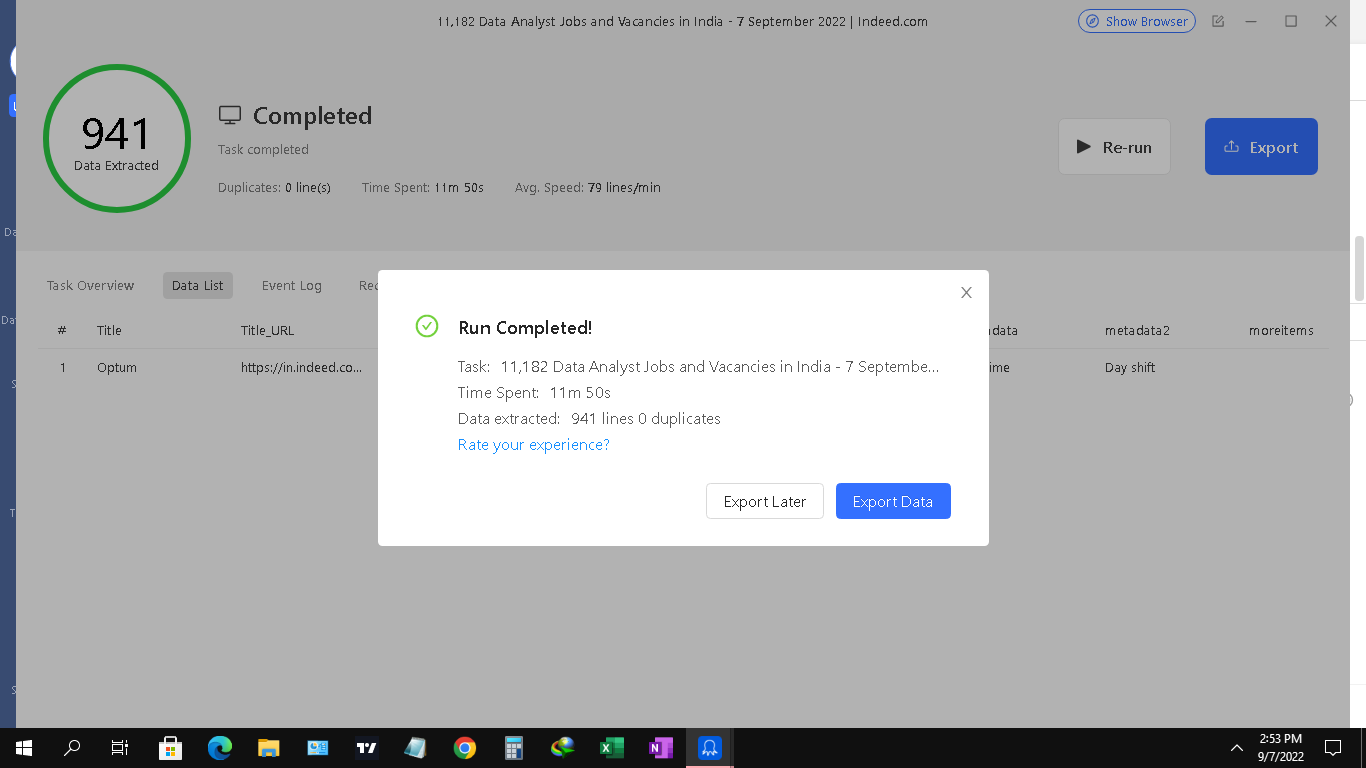 11,182 Data Analyst Jobs and Vacancies in India - 7 September 2022 | Indeed.com
Show Browser
941
Data Extracted
Completed
Task completed
Duplicates: 0 line(s) Time Spent: 11m 50s Avg. Speed: 79 lines/min
Re-run
Export
Task Overview Data List Event Log
# Title Title_URL metadata2 moreitems
1 Optum https://in.indeed.co... Day shift
Run Completed!
Task: 11,182 Data Analyst Jobs and Vacancies in India - 7 Septembe...
Time Spent: 11m 50s
Data extracted: 941 lines 0 duplicates
Rate your experience?
Export Later Export Data
2:53 PM
9/7/2022